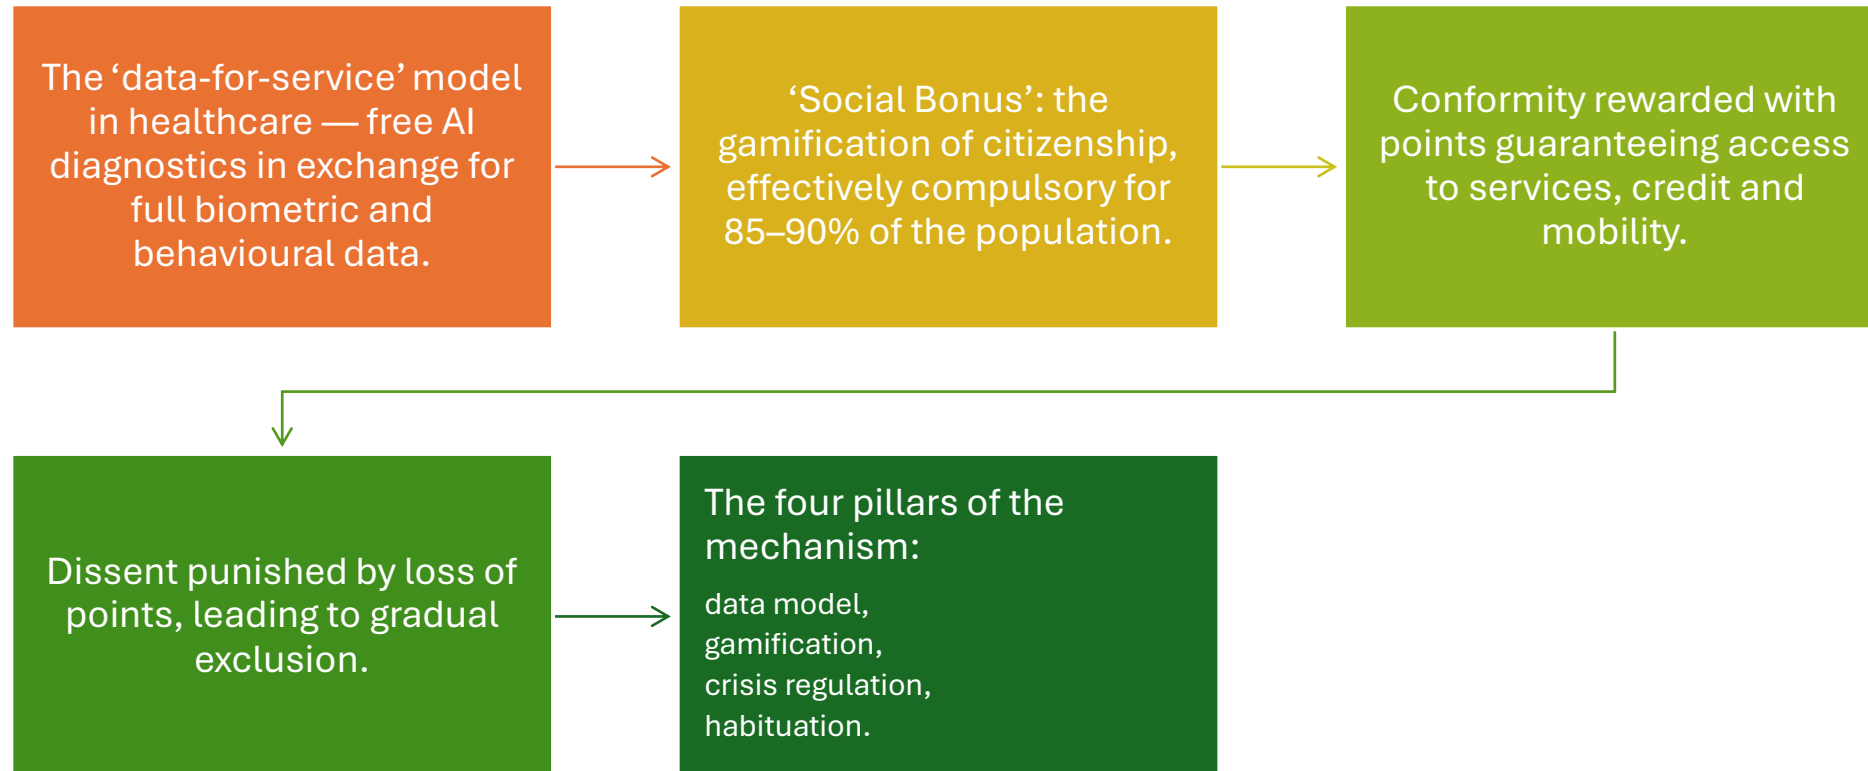 The ‘data-for-service’ model
in healthcare — free AI
diagnostics in exchange for
full biometric and
behavioural data.
‘Social Bonus’: the
gamification of citizenship,
effectively compulsory for
85–90% of the population.
Conformity rewarded with
points guaranteeing access
to services, credit and
mobility.
Dissent punished by loss of
points, leading to gradual
exclusion.
The four pillars of the
mechanism:
data model,
gamification,
crisis regulation,
habituation.